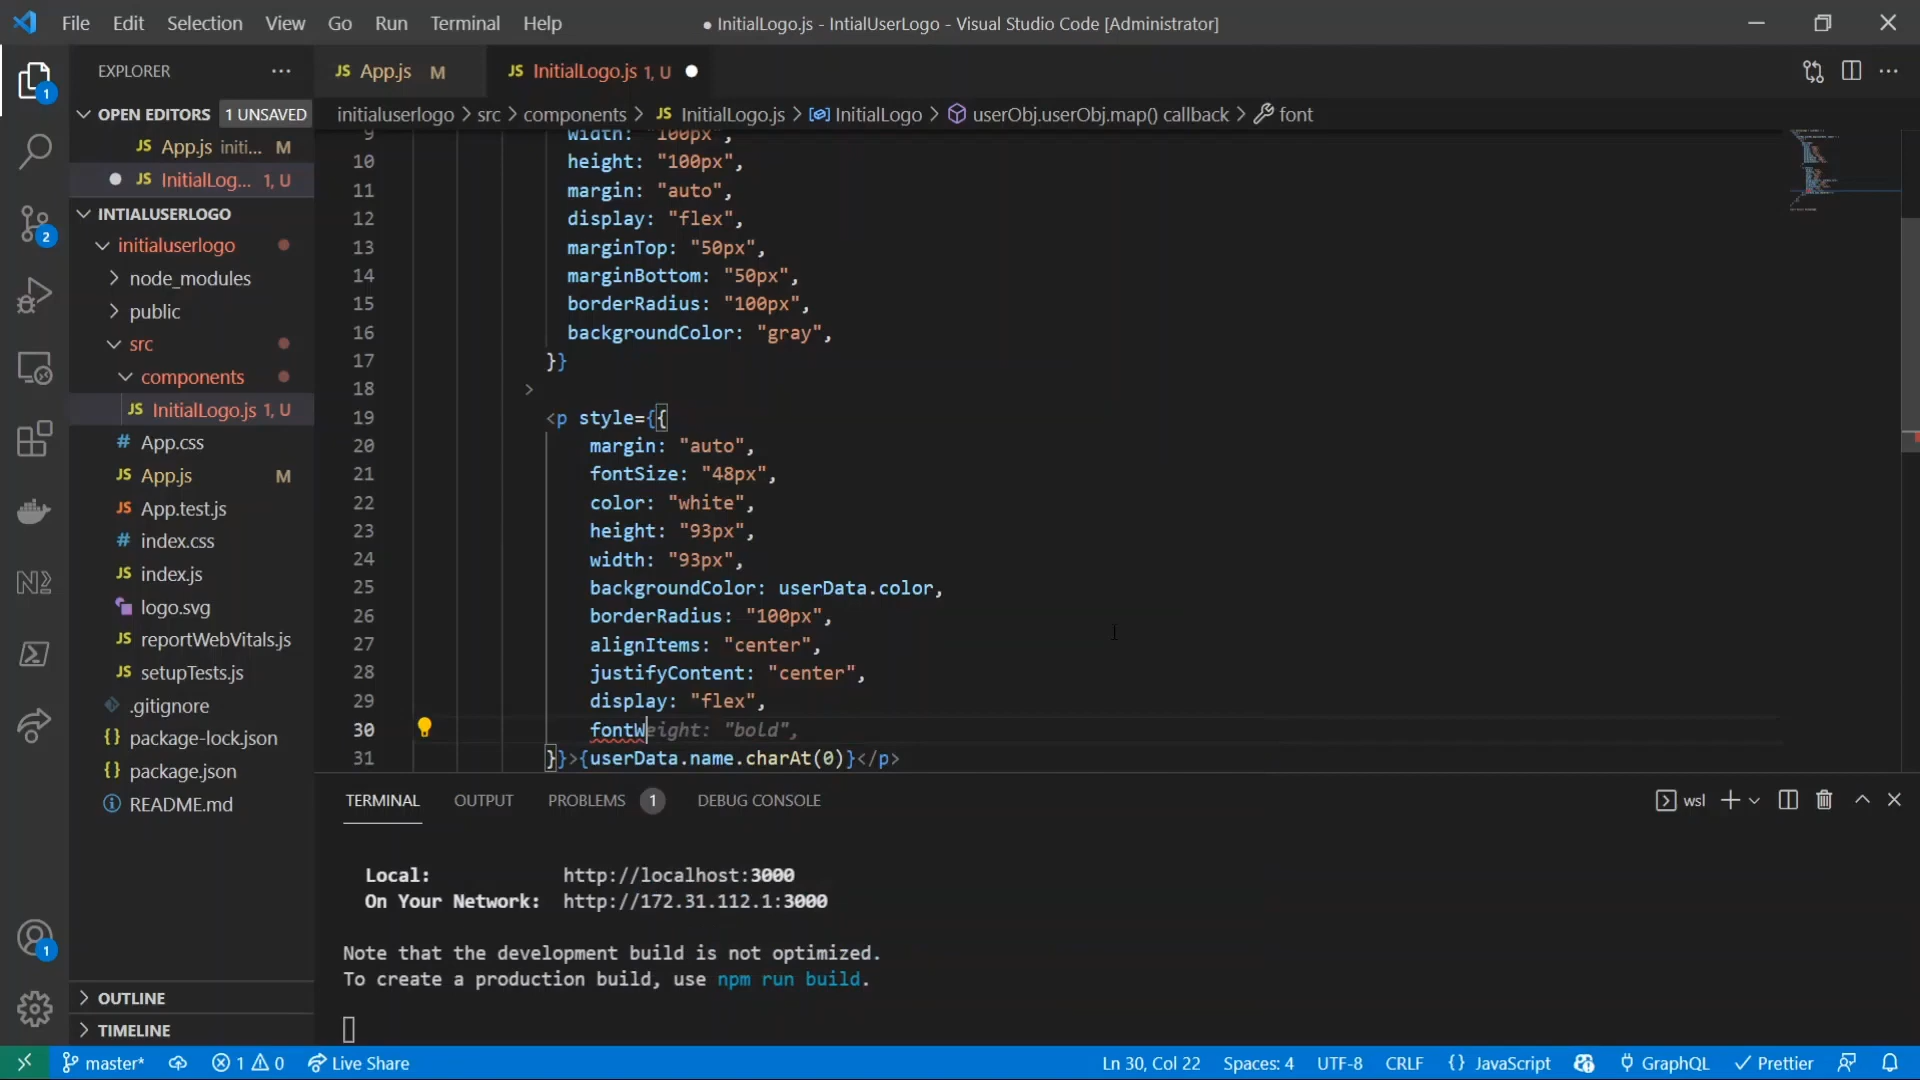 File Edit Selection View Go Run Terminal Help
● InitialLogo.js - IntialUserLogo - Visual Studio Code [Administrator]
EXPLORER
JS App.js M
JS InitialLogo.js 1, U
OPEN EDITORS 1 UNSAVED
JS App.js initi... M
JS InitialLog... 1, U
INTIALUSERLOGO
initialuserlogo
node_modules
public
src
components
JS InitialLogo.js 1, U
# App.css
JS App.js M
JS App.test.js
# index.css
JS index.js
logo.svg
JS reportWebVitals.js
JS setupTests.js
.gitignore
{} package-lock.json
{} package.json
README.md
OUTLINE
TIMELINE
1
2
1
initialuserlogo > src > components > JS InitialLogo.js > InitialLogo > userObj.userObj.map() callback > font
9 width: "100px",
10 height: "100px",
11 margin: "auto",
12 display: "flex",
13 marginTop: "50px",
14 marginBottom: "50px",
15 borderRadius: "100px",
16 backgroundColor: "gray",
17 }}
18 >
19 <p style={{
20 margin: "auto",
21 fontSize: "48px",
22 color: "white",
23 height: "93px",
24 width: "93px",
25 backgroundColor: userData.color,
26 borderRadius: "100px",
27 alignItems: "center",
28 justifyContent: "center",
29 display: "flex",
30 fontWeight: "bold",
31 }}>{userData.name.charAt(0)}</p>
TERMINAL OUTPUT PROBLEMS 1 DEBUG CONSOLE
wsl
Local: http://localhost:3000
On Your Network: http://172.31.112.1:3000
Note that the development build is not optimized.
To create a production build, use npm run build.
master* 1 0 Live Share
Ln 30, Col 22 Spaces: 4 UTF-8 CRLF {} JavaScript GraphQL Prettier